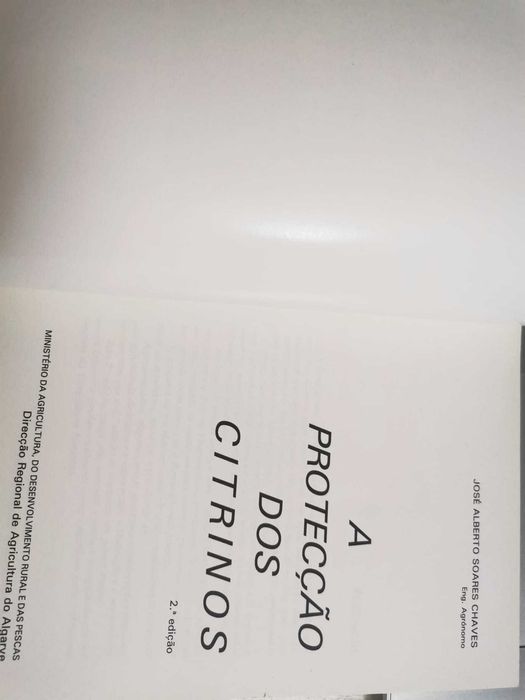 JOSÉ ALBERTO SOARES CHAVES
Eng. Agrónomo
A
PROTECÇÃO
DOS
CITRINOS
2.ª edição
MINISTÉRIO DA AGRICULTURA, DO DESENVOLVIMENTO RURAL E DAS PESCAS
Direcção Regional de Agricultura do Algarve